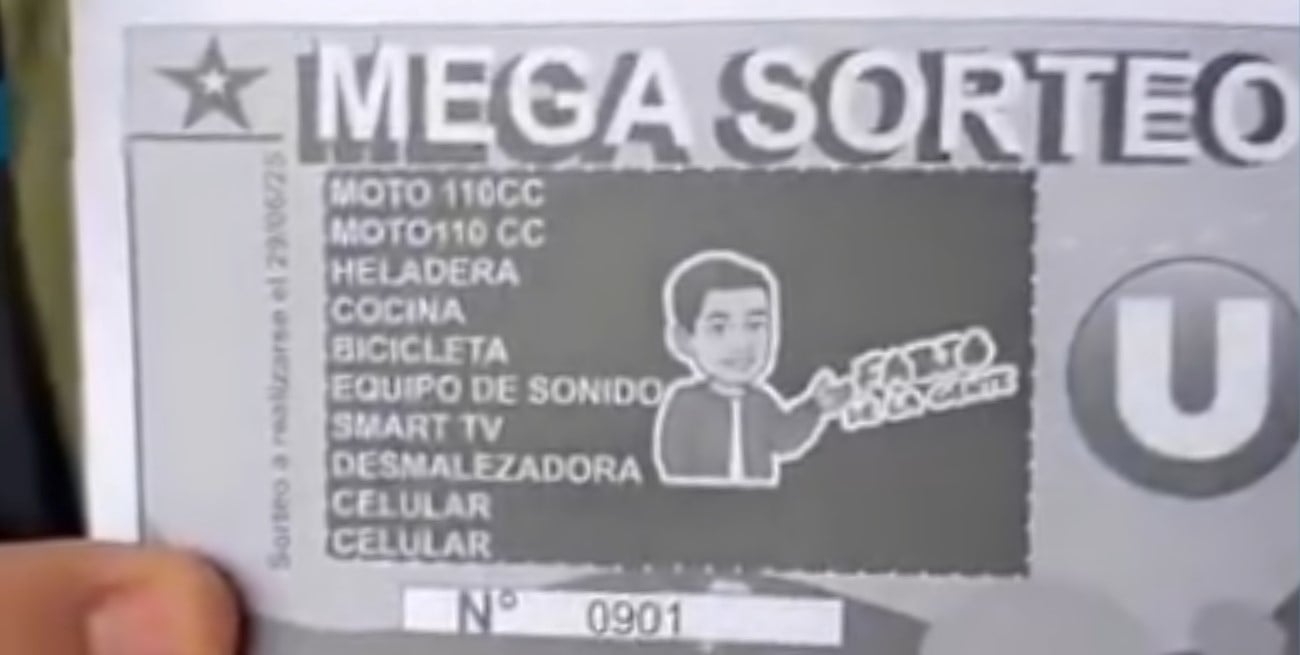 MEGA SORTEO
Sorteo a realizarse el 29/06/25
MOTO 110CC
MOTO110 CC
HELADERA
COCINA
BICICLETA
EQUIPO DE SONIDO
SMART TV
DESMALEZADORA
CELULAR
CELULAR
DE LA GENTE
U
N° 0901